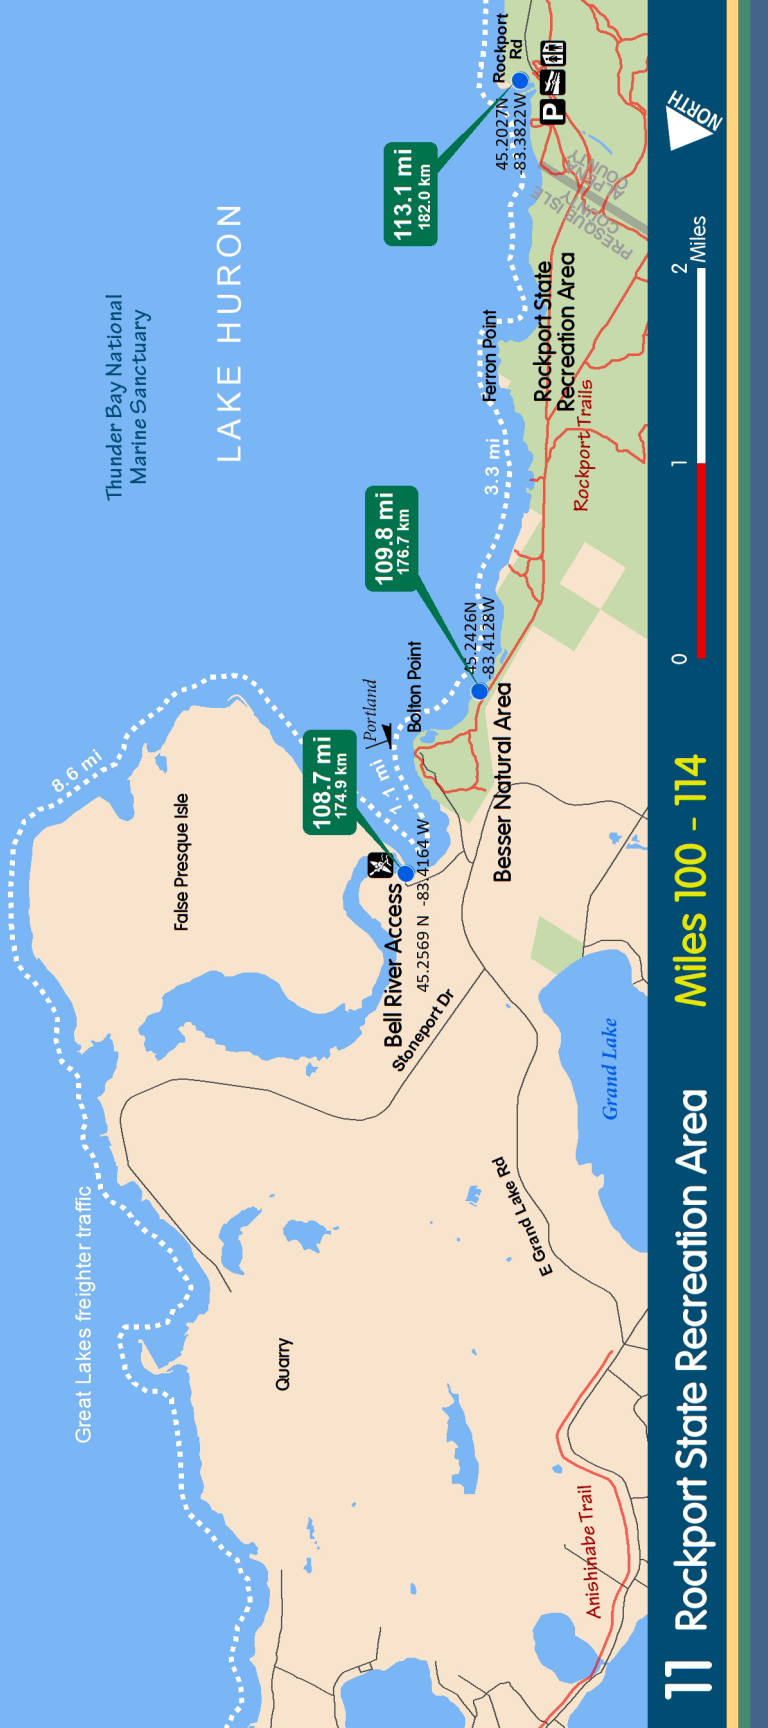 Thunder Bay National
Marine Sanctuary
LAKE HURON
Great Lakes freighter traffic
8.6 mi
False Presque Isle
108.7 mi
174.9 km
1.1 mi
Portland
Bolton Point
109.8 mi
176.7 km
45.2426N
-83.4128W
3.3 mi
Ferron Point
113.1 mi
182.0 km
45.2027N
-83.3822W
Rockport
Rd
P
PRESQUE ISLE
COUNTY
ALPENA
COUNTY
Rockport State
Recreation Area
Rockport Trails
Besser Natural Area
Bell River Access
45.2569 N -83.4164 W
Stoneport Dr
Grand Lake
E Grand Lake Rd
Quarry
Anishinabe Trail
11 Rockport State Recreation Area
Miles 100 - 114
0 1 2 Miles
NORTH